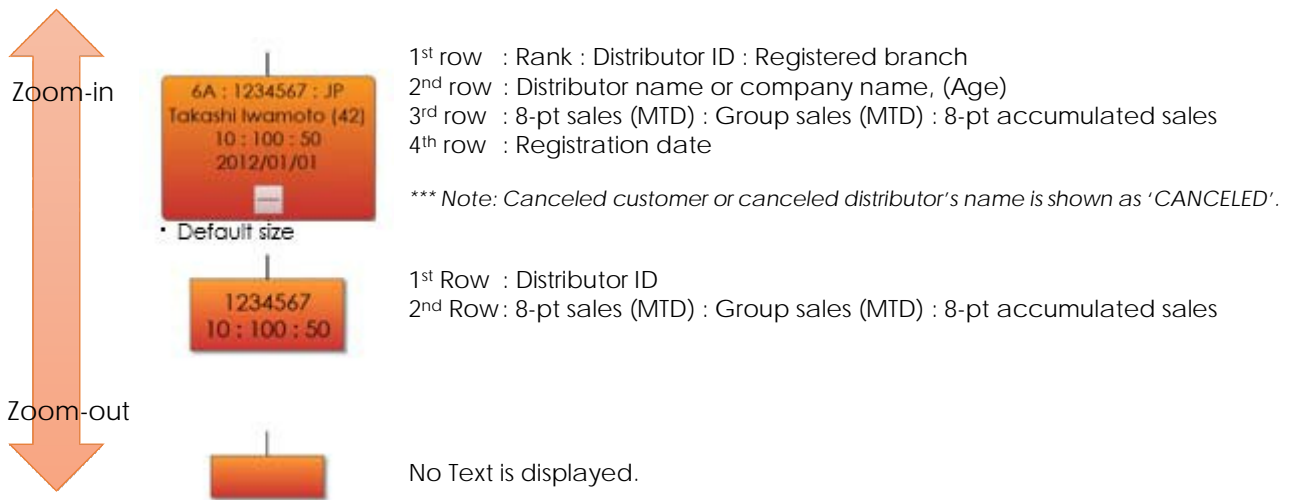 1st row : Rank : Distributor ID : Registered branch
Zoom-in
6A : 1234567 : JP
2nd row : Distributor name or company name, (Age)
Takashi Iwamoto (42)
3rd row : 8-pt sales (MTD) : Group sales (MTD) : 8-pt accumulated sales
10 : 100 : 50
4th row : Registration date
2012/01/01
*** Note: Canceled customer or canceled distributor's name is shown as 'CANCELED'.
• Default size
1st Row : Distributor ID
1234567
2nd Row : 8-pt sales (MTD) : Group sales (MTD) : 8-pt accumulated sales
10 : 100 : 50
Zoom-out
No Text is displayed.